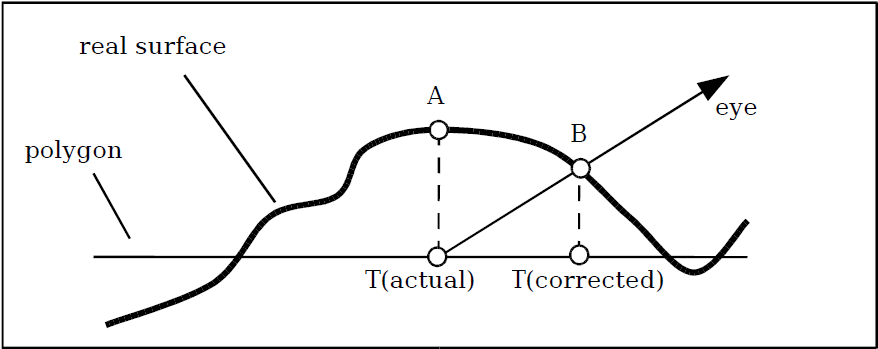 real surface
A
eye
B
polygon
T(actual)
T(corrected)